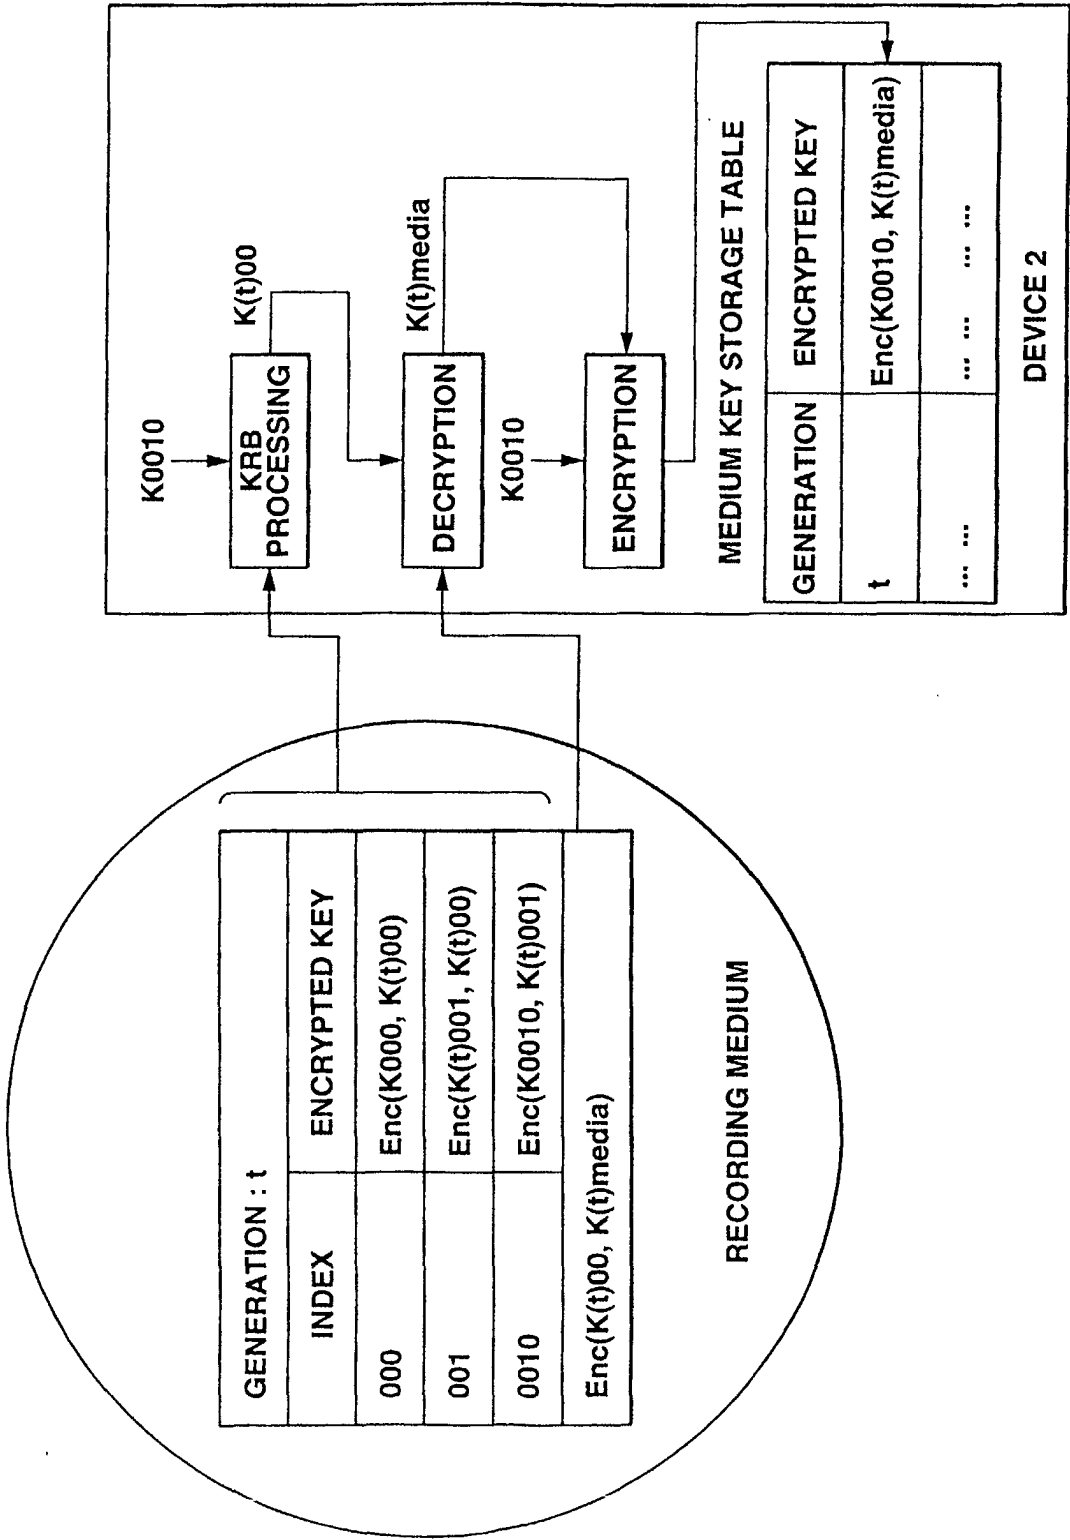 GENERATION : t
INDEX ENCRYPTED KEY
000 Enc(K000, K(t)00)
001 Enc(K(t)001, K(t)00)
0010 Enc(K0010, K(t)001)
Enc(K(t)00, K(t)media)
RECORDING MEDIUM
K0010
KRB
PROCESSING
K(t)00
DECRYPTION
K(t)media
K0010
ENCRYPTION
MEDIUM KEY STORAGE TABLE
GENERATION ENCRYPTED KEY
t Enc(K0010, K(t)media)
... ... ... ... ... ...
DEVICE 2